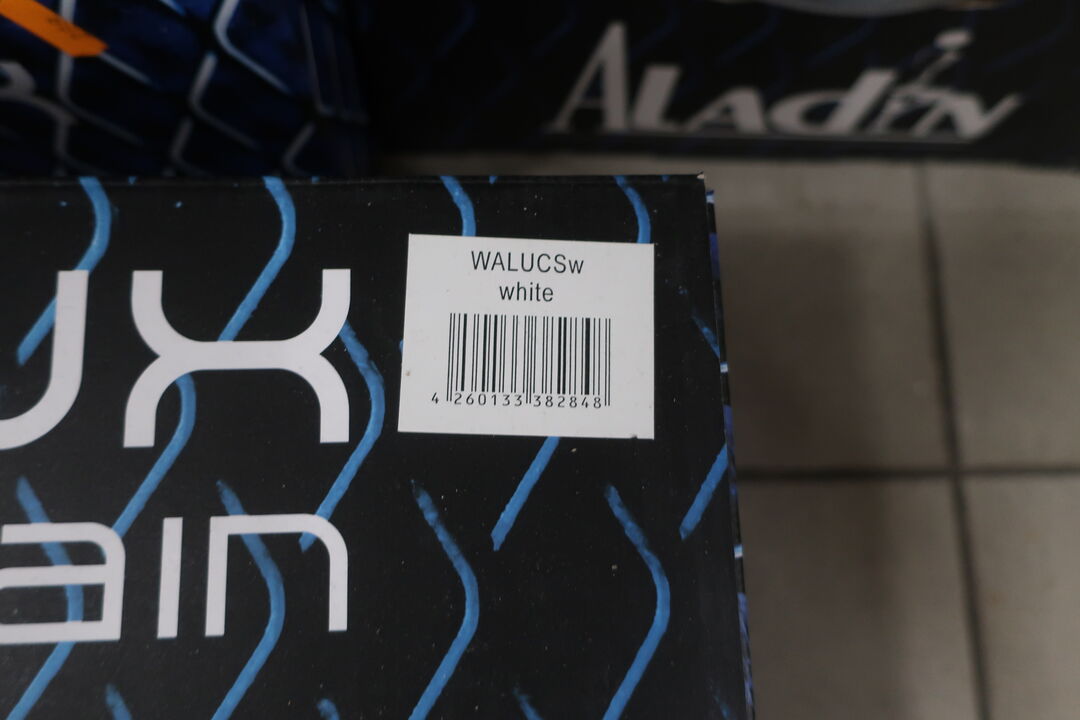 ALADIN
UX
WALUCSw
white
4 260133 382848
ain